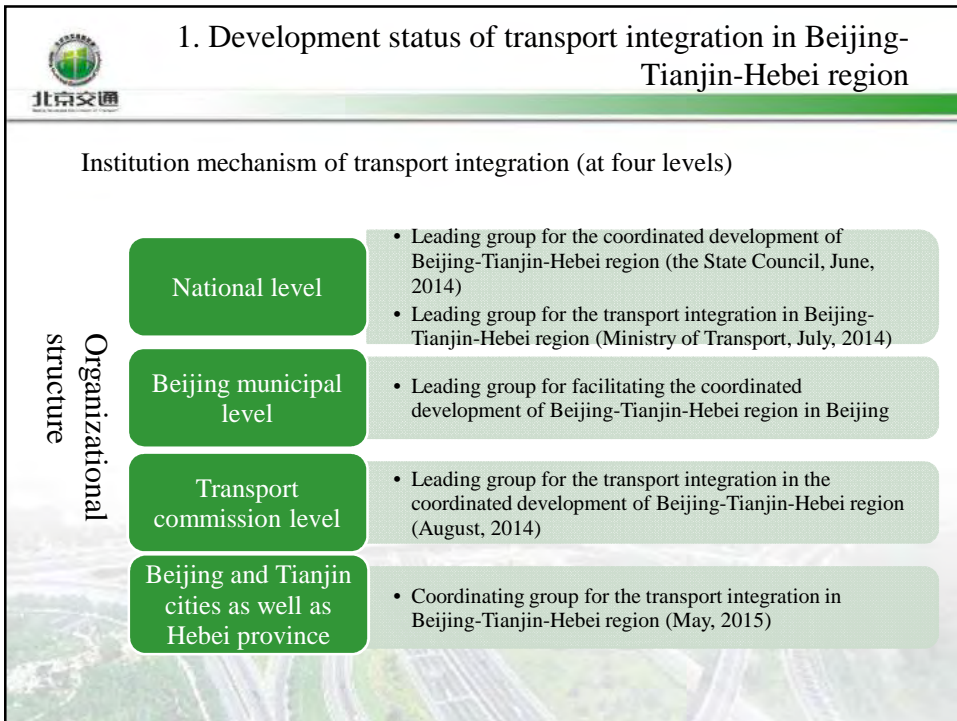 1. Development status of transport integration in Beijing-
Tianjin-Hebei region
北京交通
Institution mechanism of transport integration (at four levels)
Organizational
structure
National level
• Leading group for the coordinated development of
Beijing-Tianjin-Hebei region (the State Council, June,
2014)
• Leading group for the transport integration in Beijing-
Tianjin-Hebei region (Ministry of Transport, July, 2014)
Beijing municipal
level
• Leading group for facilitating the coordinated
development of Beijing-Tianjin-Hebei region in Beijing
Transport
commission level
• Leading group for the transport integration in the
coordinated development of Beijing-Tianjin-Hebei region
(August, 2014)
Beijing and Tianjin
cities as well as
Hebei province
• Coordinating group for the transport integration in
Beijing-Tianjin-Hebei region (May, 2015)